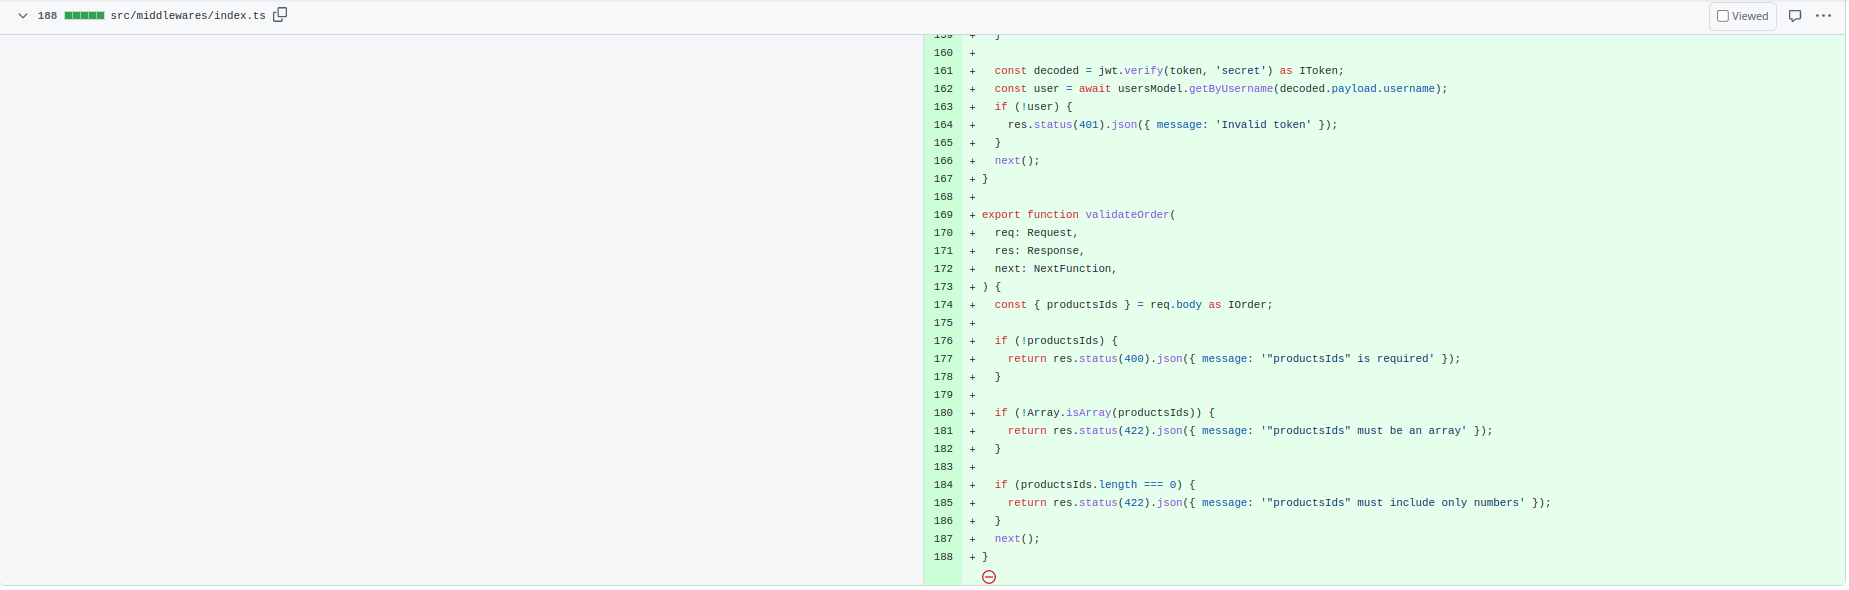 188 src/middlewares/index.ts Viewed
159 + }
160 +
161 + const decoded = jwt.verify(token, 'secret') as IToken;
162 + const user = await usersModel.getByUsername(decoded.payload.username);
163 + if (!user) {
164 + res.status(401).json({ message: 'Invalid token' });
165 + }
166 + next();
167 + }
168 +
169 + export function validateOrder(
170 + req: Request,
171 + res: Response,
172 + next: NextFunction,
173 + ) {
174 + const { productsIds } = req.body as IOrder;
175 +
176 + if (!productsIds) {
177 + return res.status(400).json({ message: '"productsIds" is required' });
178 + }
179 +
180 + if (!Array.isArray(productsIds)) {
181 + return res.status(422).json({ message: '"productsIds" must be an array' });
182 + }
183 +
184 + if (productsIds.length === 0) {
185 + return res.status(422).json({ message: '"productsIds" must include only numbers' });
186 + }
187 + next();
188 + }